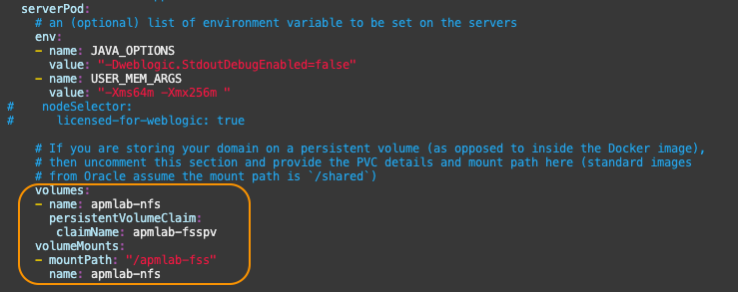 serverPod:
# an (optional) list of environment variable to be set on the servers
env:
- name: JAVA_OPTIONS
value: "-Dweblogic.StdoutDebugEnabled=false"
- name: USER_MEM_ARGS
value: "-Xms64m -Xmx256m "
# nodeSelector:
# licensed-for-weblogic: true
# If you are storing your domain on a persistent volume (as opposed to inside the Docker image),
# then uncomment this section and provide the PVC details and mount path here (standard images
# from Oracle assume the mount path is `/shared`)
volumes:
- name: apmlab-nfs
persistentVolumeClaim:
claimName: apmlab-fsspv
volumeMounts:
- mountPath: "/apmlab-fss"
name: apmlab-nfs